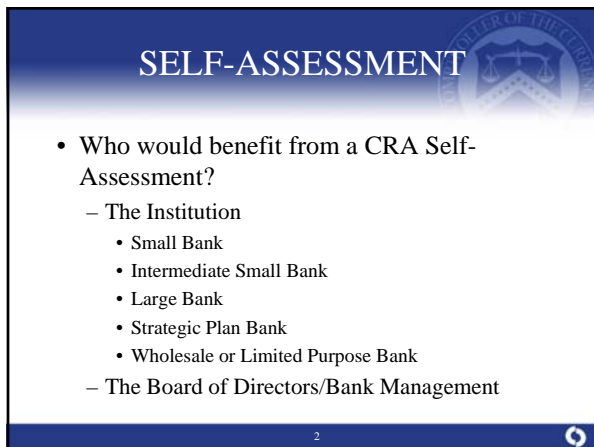 SELF-ASSESSMENT
• Who would benefit from a CRA Self-
Assessment?
– The Institution
• Small Bank
• Intermediate Small Bank
• Large Bank
• Strategic Plan Bank
• Wholesale or Limited Purpose Bank
– The Board of Directors/Bank Management
2